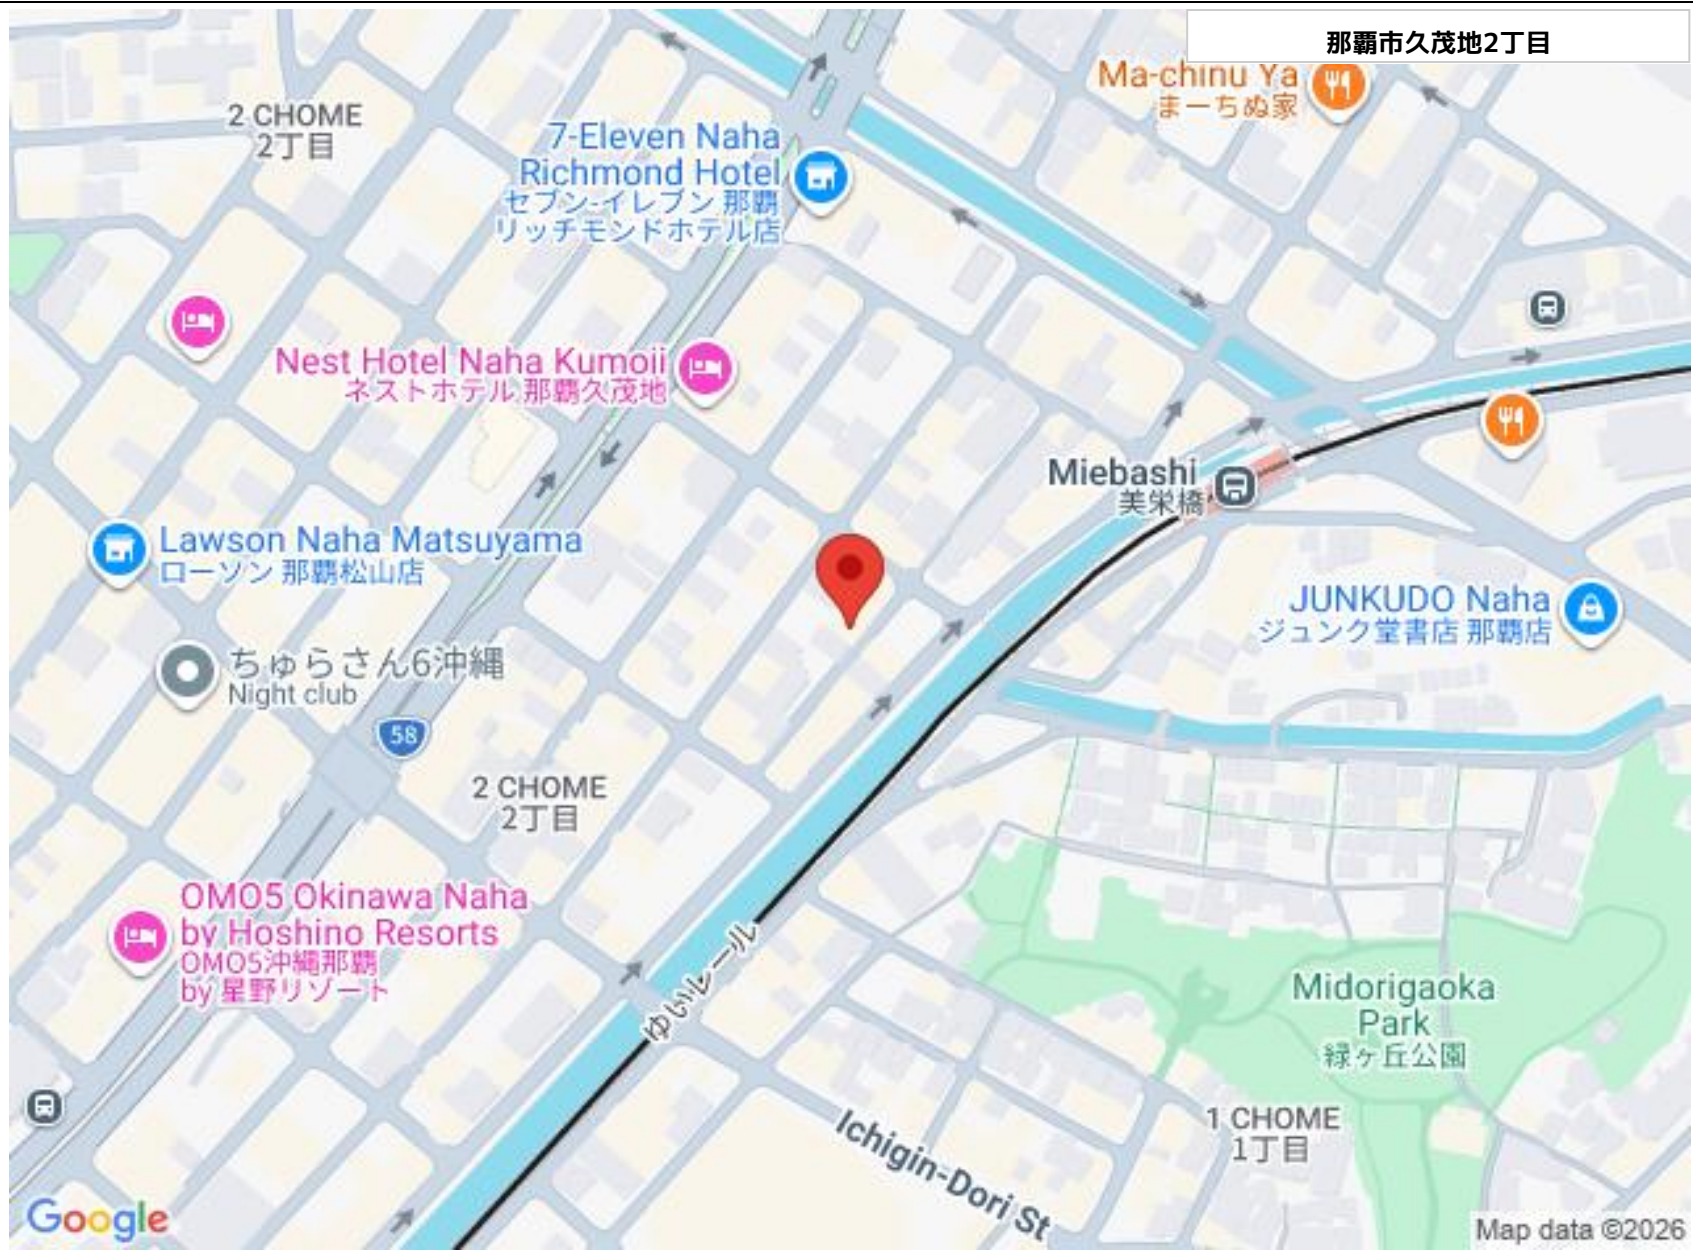 那覇市久茂地2丁目
Ma-chinu Ya
まーちぬ家
2 CHOME
2丁目
7-Eleven Naha
Richmond Hotel
セブン-イレブン 那覇
リッチモンドホテル店
Nest Hotel Naha Kumoji
ネストホテル那覇久茂地
Miebashi
美栄橋
Lawson Naha Matsuyama
ローソン 那覇松山店
JUNKUDO Naha
ジュンク堂書店 那覇店
ちゅらさん6沖縄
Night club
58
2 CHOME
2丁目
OMO5 Okinawa Naha
by Hoshino Resorts
OMO5沖縄那覇
by 星野リゾート
ゆいレール
Midorigaoka
Park
緑ヶ丘公園
1 CHOME
1丁目
Ichigin-Dori St
Google
Map data ©2026